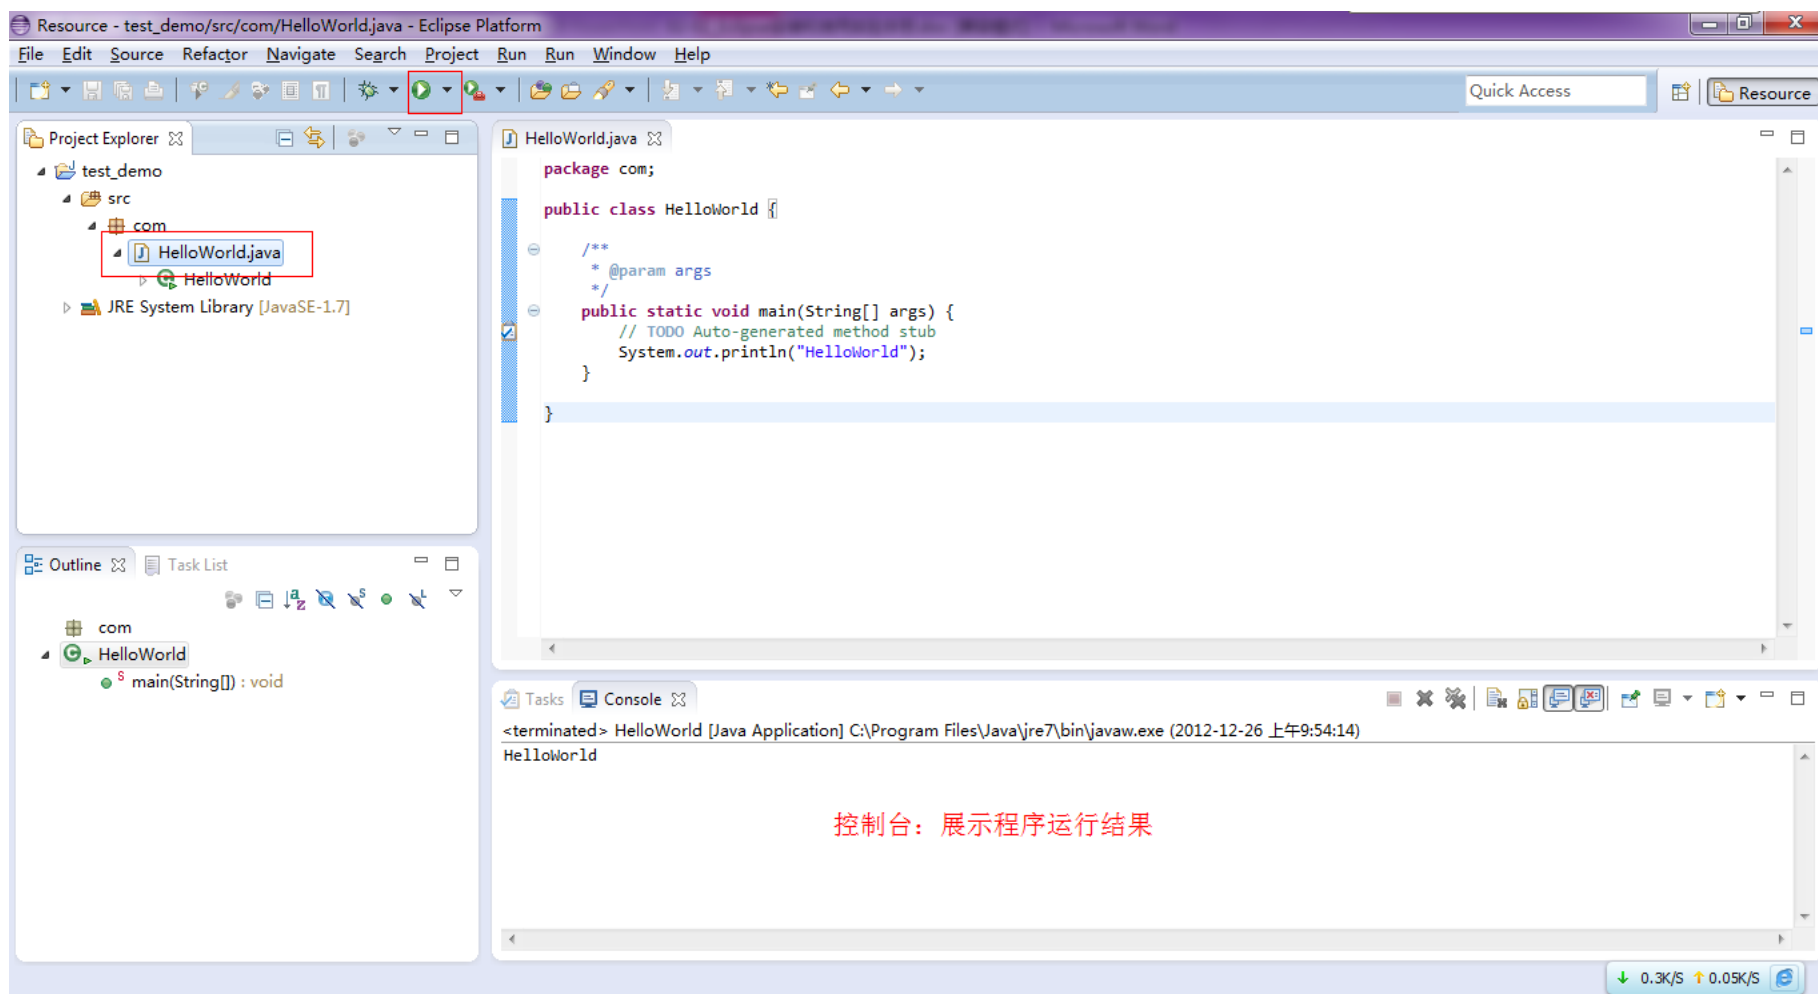 Resource - test_demo/src/com/HelloWorld.java - Eclipse Platform
File Edit Source Refactor Navigate Search Project Run Run Window Help
Quick Access
Resource
Project Explorer
test_demo
src
com
HelloWorld.java
HelloWorld
JRE System Library [JavaSE-1.7]
HelloWorld.java
package com;
public class HelloWorld {
/**
* @param args
*/
public static void main(String[] args) {
// TODO Auto-generated method stub
System.out.println("HelloWorld");
}
}
Outline Task List
com
HelloWorld
main(String[]) : void
Tasks Console
<terminated> HelloWorld [Java Application] C:\Program Files\Java\jre7\bin\javaw.exe (2012-12-26 上午9:54:14)
HelloWorld
控制台：展示程序运行结果
0.3K/S 0.05K/S